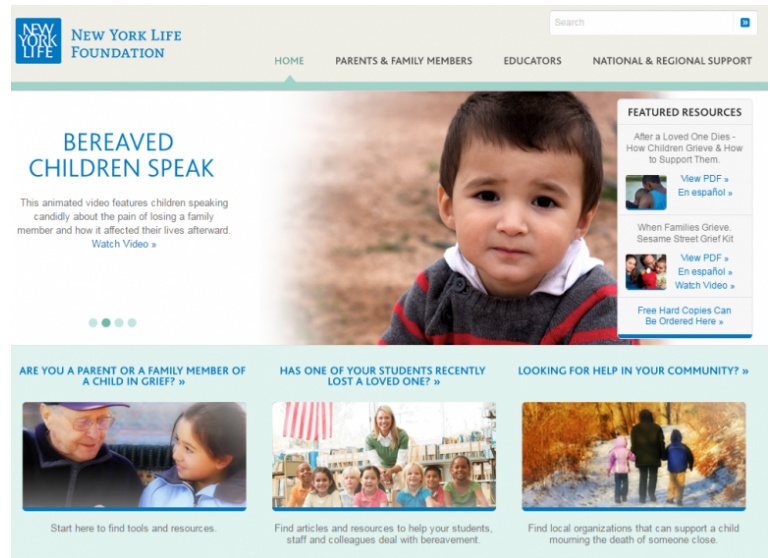 NEW
YORK
LIFE
NEW YORK LIFE
FOUNDATION
Search
HOME
PARENTS & FAMILY MEMBERS
EDUCATORS
NATIONAL & REGIONAL SUPPORT
BEREAVED
CHILDREN SPEAK
This animated video features children speaking
candidly about the pain of losing a family
member and how it affected their lives afterward.
Watch Video »
FEATURED RESOURCES
After a Loved One Dies -
How Children Grieve & How
to Support Them.
View PDF »
En español »
When Families Grieve.
Sesame Street Grief Kit
View PDF »
En español »
Watch Video »
Free Hard Copies Can
Be Ordered Here »
ARE YOU A PARENT OR A FAMILY MEMBER OF
A CHILD IN GRIEF? »
Start here to find tools and resources.
HAS ONE OF YOUR STUDENTS RECENTLY
LOST A LOVED ONE? »
Find articles and resources to help your students,
staff and colleagues deal with bereavement.
LOOKING FOR HELP IN YOUR COMMUNITY? »
Find local organizations that can support a child
mourning the death of someone close.